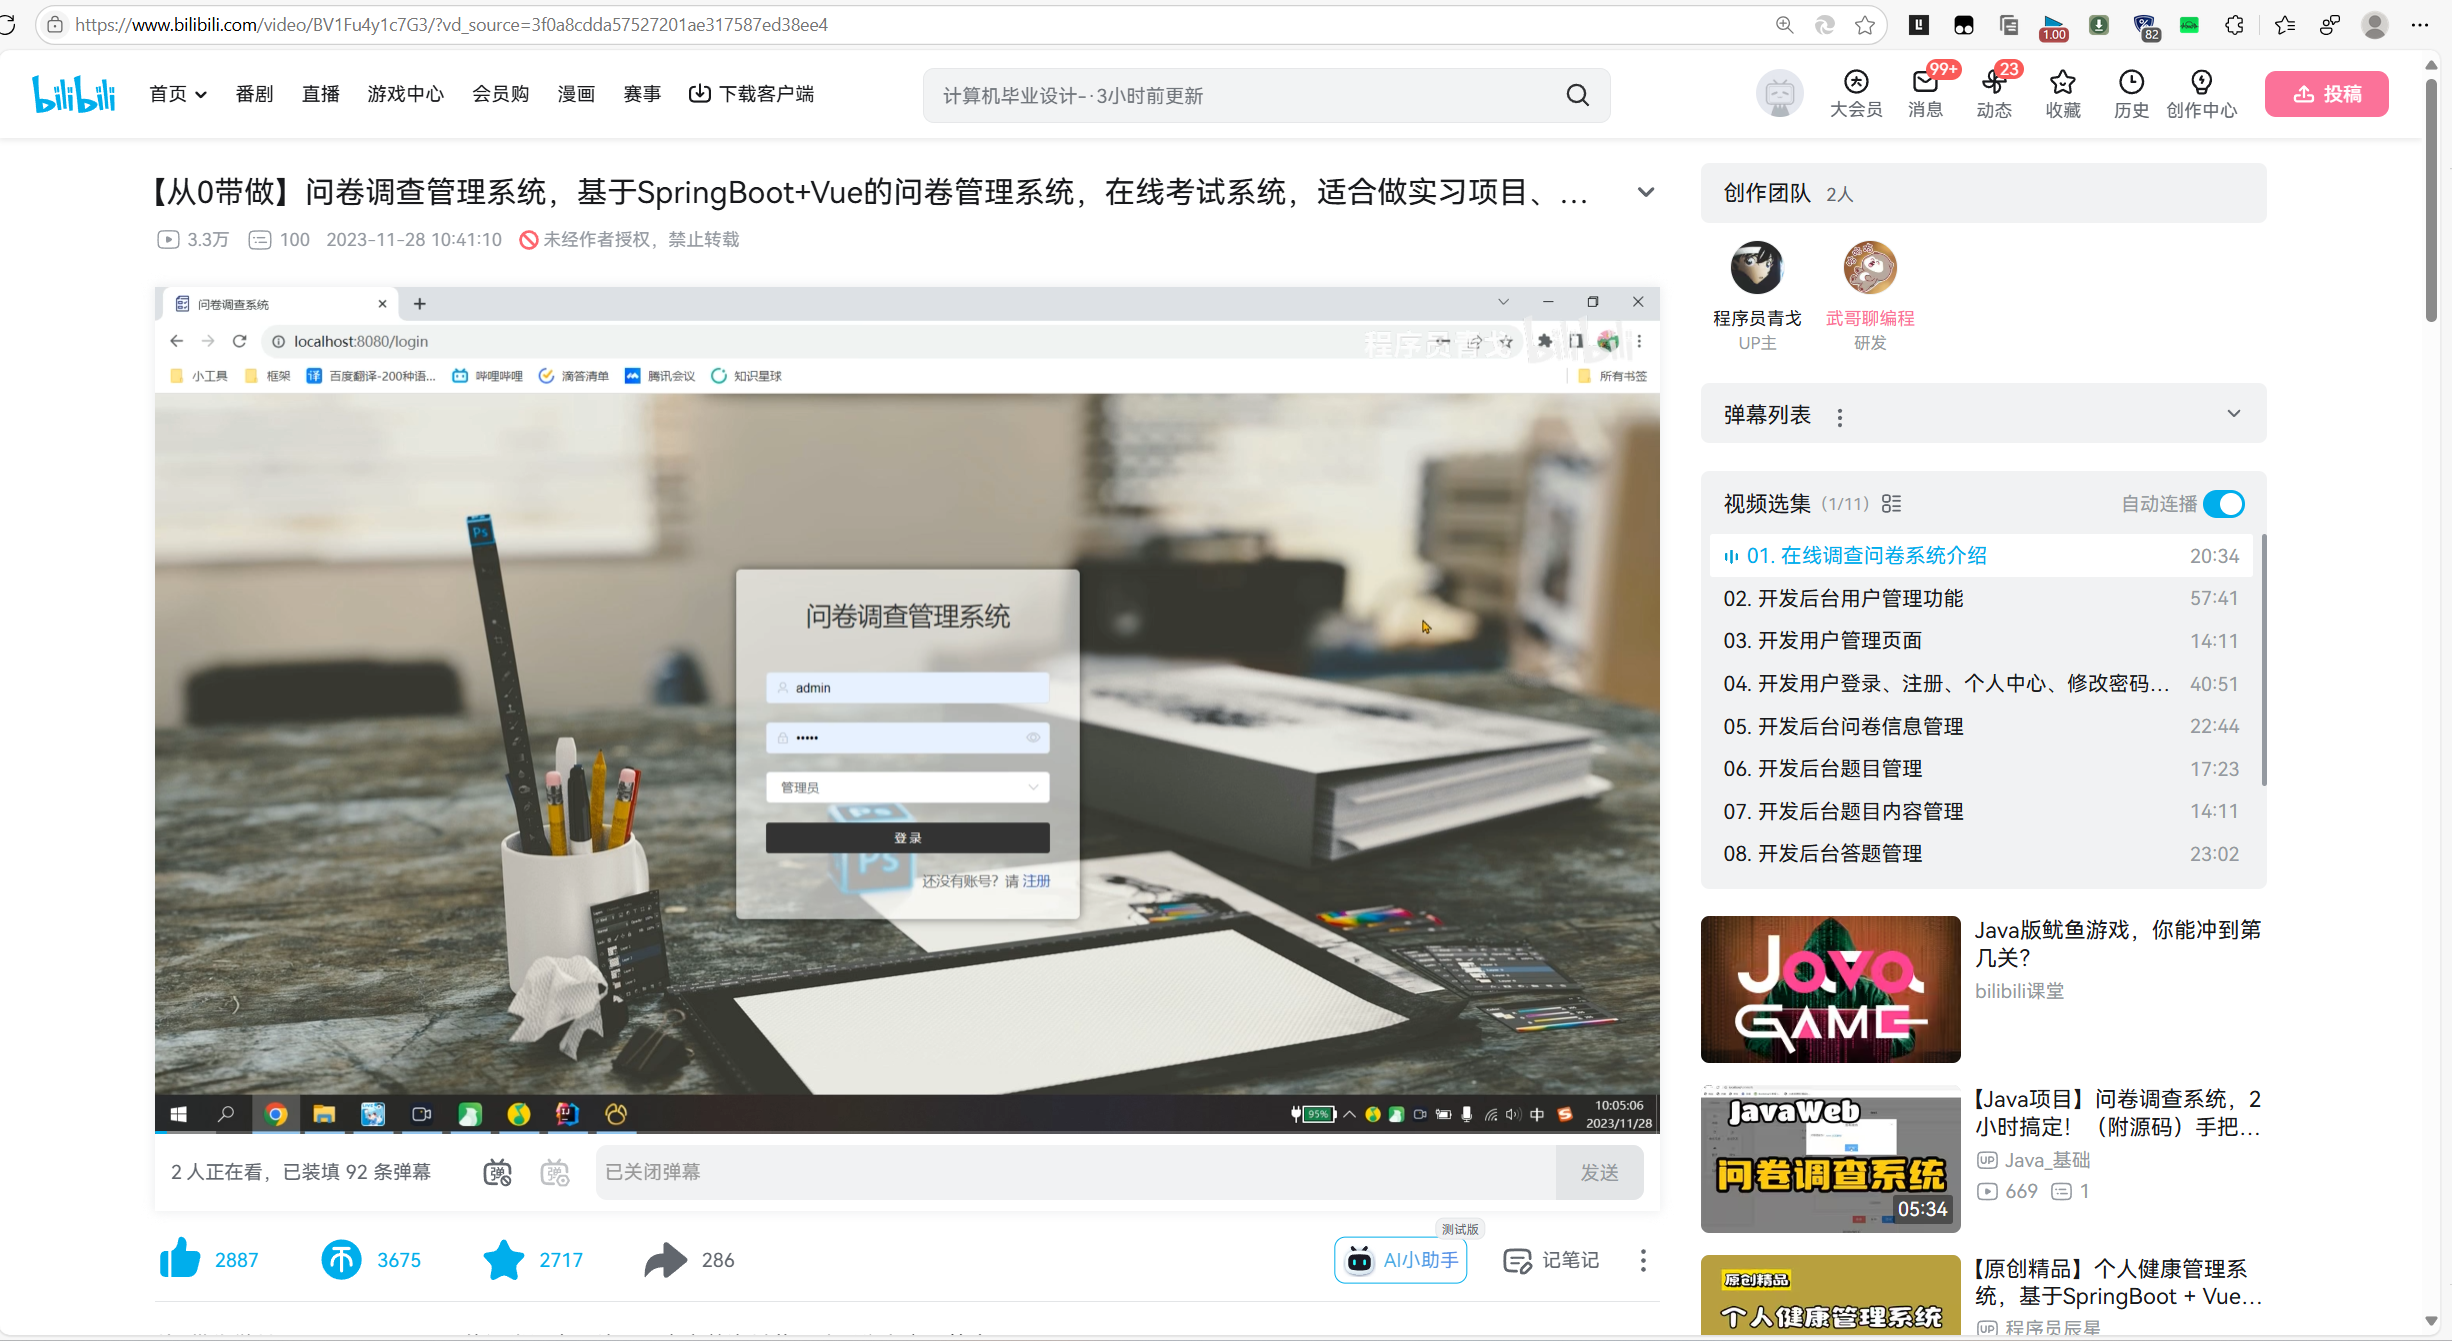 https://www.bilibili.com/video/BV1Fu4y1c7G3/?vd_source=3f0a8cdda57527201ae317587ed38ee4
1.00
82
bilibili
首页
番剧
直播
游戏中心
会员购
漫画
赛事
下载客户端
计算机毕业设计-·3小时前更新
大会员
99+
消息
23
动态
收藏
历史
创作中心
投稿
【从0带做】问卷调查管理系统，基于SpringBoot+Vue的问卷管理系统，在线考试系统，适合做实习项目、...
3.3万 100 2023-11-28 10:41:10 未经作者授权，禁止转载
问卷调查系统
localhost:8080/login
程序员青戈 bilibili
小工具 框架 百度翻译-200种语... 哔哩哔哩 滴答清单 腾讯会议 知识星球 所有书签
Ps
问卷调查管理系统
admin
•••••
管理员
登 录
Ps
还没有账号？请 注册
95%
中
10:05:06
2023/11/28
2 人正在看，已装填 92 条弹幕
弹
弹
已关闭弹幕
发送
2887
3675
2717
286
测试版
AI小助手
记笔记
创作团队 2人
程序员青戈
UP主
武哥聊编程
研发
弹幕列表
视频选集 (1/11)
自动连播
01. 在线调查问卷系统介绍 20:34
02. 开发后台用户管理功能 57:41
03. 开发用户管理页面 14:11
04. 开发用户登录、注册、个人中心、修改密码... 40:51
05. 开发后台问卷信息管理 22:44
06. 开发后台题目管理 17:23
07. 开发后台题目内容管理 14:11
08. 开发后台答题管理 23:02
Java GAME
Java版鱿鱼游戏，你能冲到第
几关？
bilibili课堂
JavaWeb
问卷调查系统
05:34
【Java项目】问卷调查系统，2
小时搞定！（附源码）手把...
UP Java_基础
669 1
原创精品
个人健康管理系统
【原创精品】个人健康管理系
统，基于SpringBoot + Vue...
UP 程序员辰星